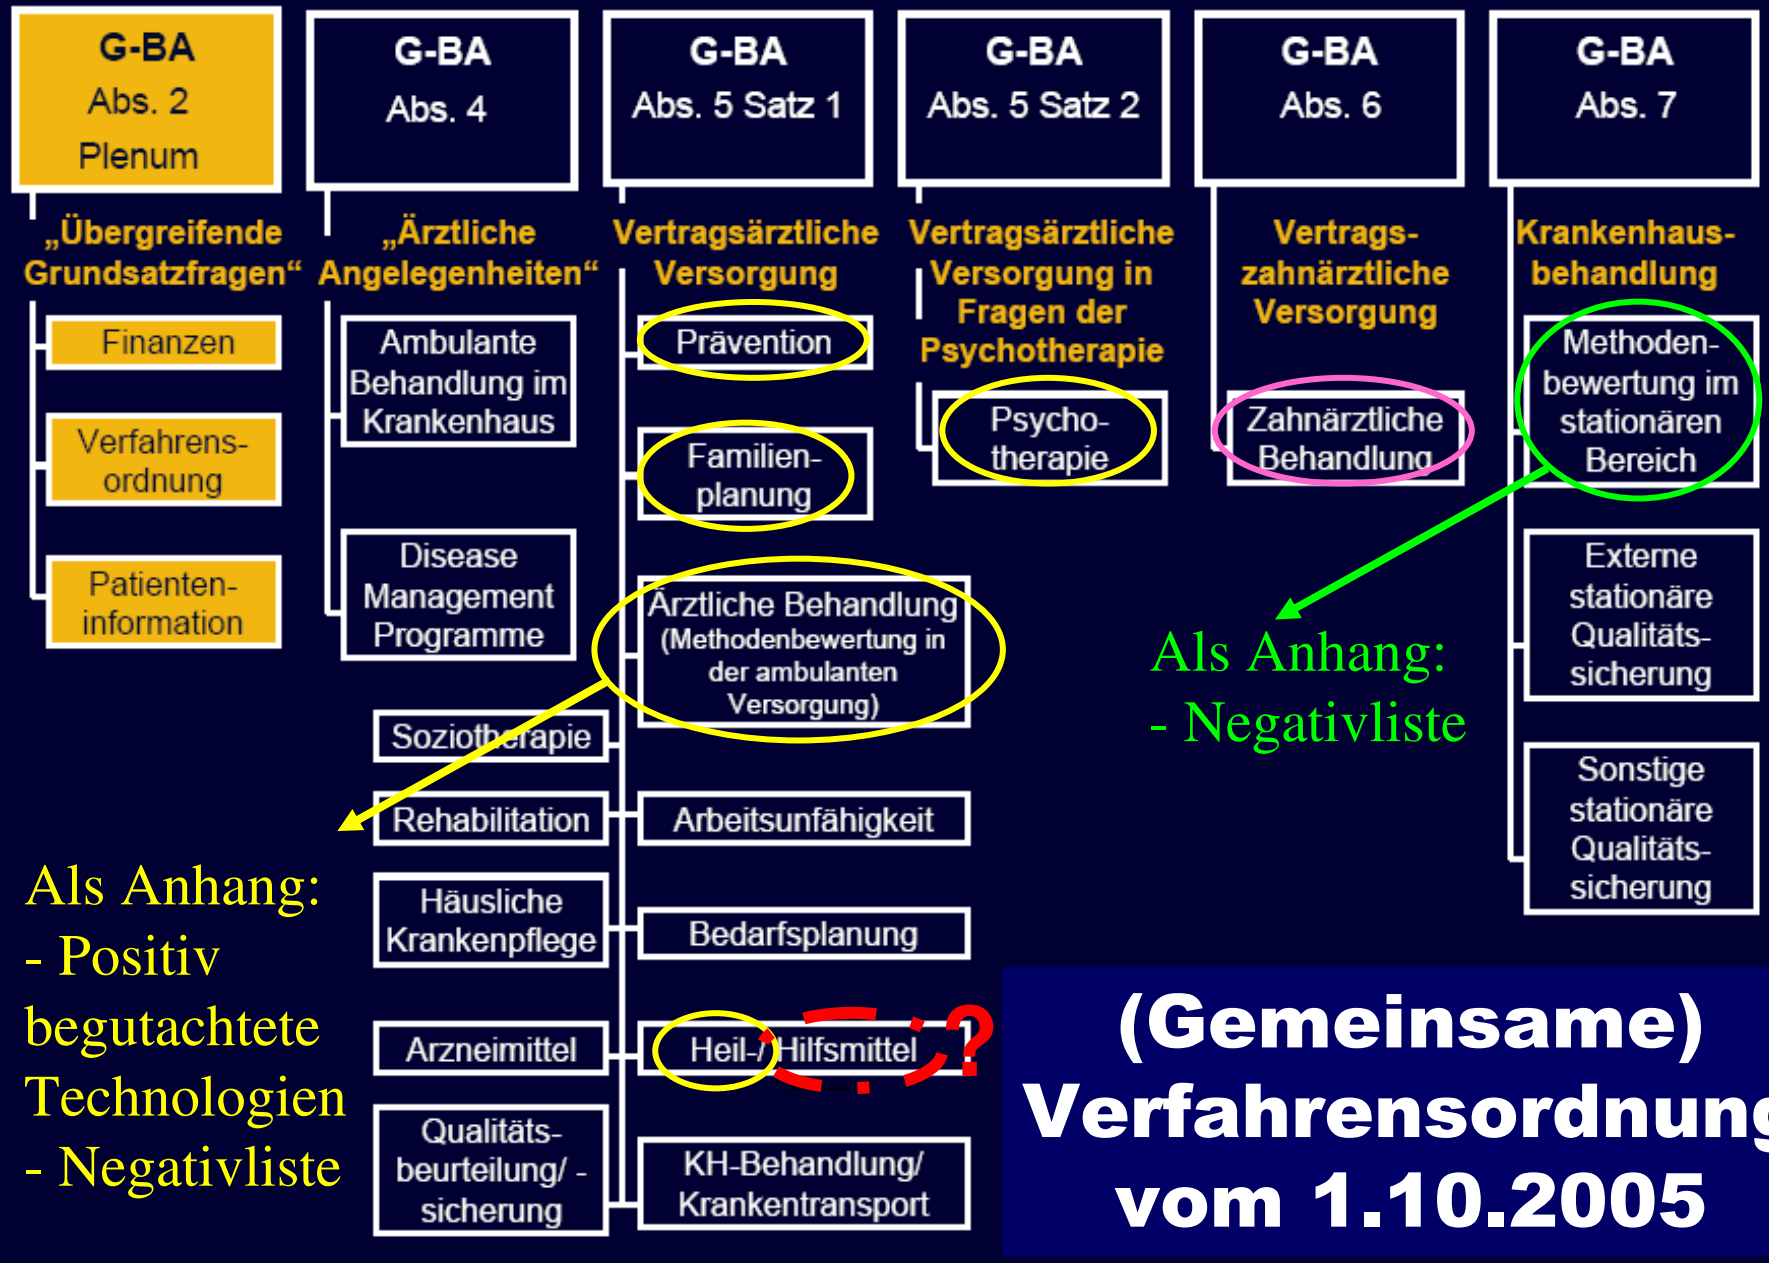 G-BA
Abs. 2
Plenum
„Übergreifende
Grundsatzfragen“
Finanzen
Verfahrens-
ordnung
Patienten-
information
G-BA
Abs. 4
„Ärztliche
Angelegenheiten“
Ambulante
Behandlung im
Krankenhaus
Disease
Management
Programme
G-BA
Abs. 5 Satz 1
Vertragsärztliche
Versorgung
Prävention
Familien-
planung
Ärztliche Behandlung
(Methodenbewertung in
der ambulanten
Versorgung)
Soziotherapie
Rehabilitation
Arbeitsunfähigkeit
Häusliche
Krankenpflege
Bedarfsplanung
Arzneimittel
Heil-/ Hilfsmittel
?
Qualitäts-
beurteilung/ -
sicherung
KH-Behandlung/
Krankentransport
G-BA
Abs. 5 Satz 2
Vertragsärztliche
Versorgung in
Fragen der
Psychotherapie
Psycho-
therapie
G-BA
Abs. 6
Vertrags-
zahnärztliche
Versorgung
Zahnärztliche
Behandlung
G-BA
Abs. 7
Krankenhaus-
behandlung
Methoden-
bewertung im
stationären
Bereich
Externe
stationäre
Qualitäts-
sicherung
Sonstige
stationäre
Qualitäts-
sicherung
Als Anhang:
- Negativliste
Als Anhang:
- Positiv
begutachtete
Technologien
- Negativliste
(Gemeinsame)
Verfahrensordnung
vom 1.10.2005